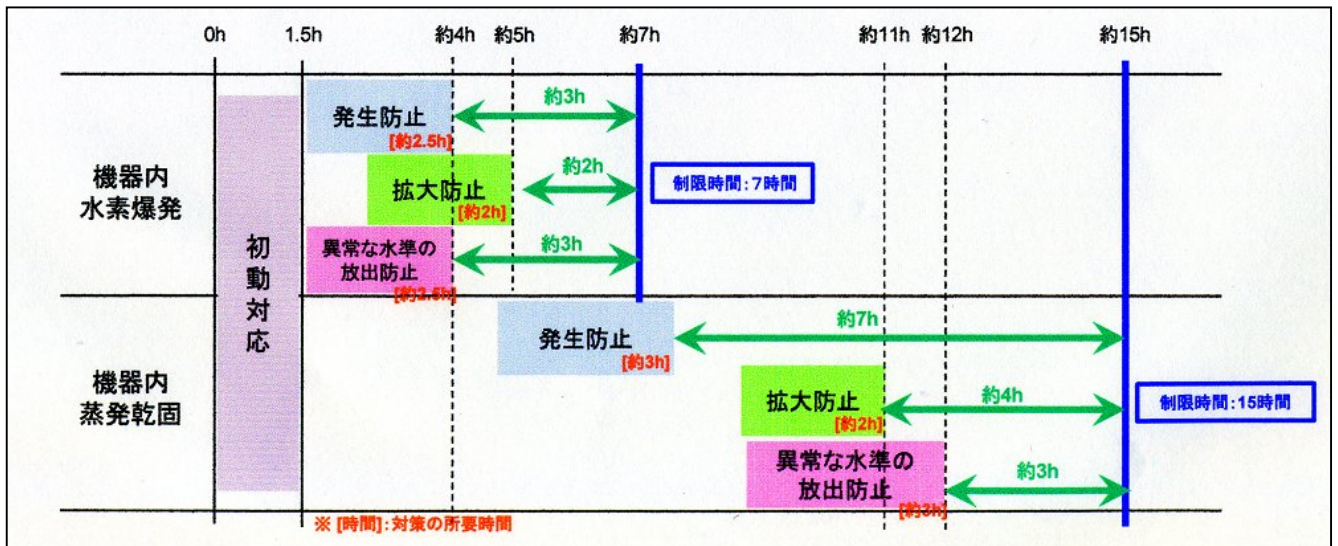 0h 1.5h 約4h 約5h 約7h 約11h 約12h 約15h
機器内
水素爆発
初動対応
発生防止
[約2.5h]
約3h
拡大防止
[約2h]
約2h
制限時間：7時間
異常な水準の
放出防止
[約2.5h]
約3h
機器内
蒸発乾固
発生防止
[約3h]
約7h
拡大防止
[約2h]
約4h
制限時間：15時間
異常な水準の
放出防止
[約3h]
約3h
※ [時間]：対策の所要時間